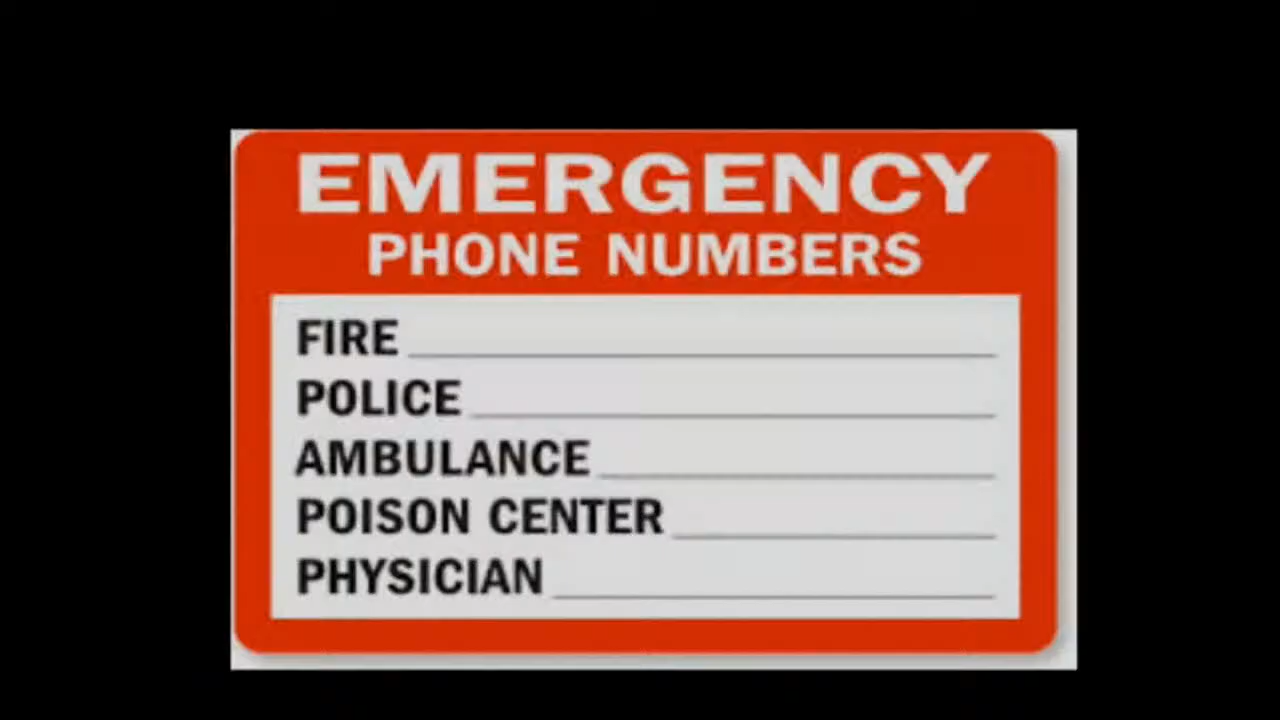 EMERGENCY
PHONE NUMBERS
FIRE
POLICE
AMBULANCE
POISON CENTER
PHYSICIAN